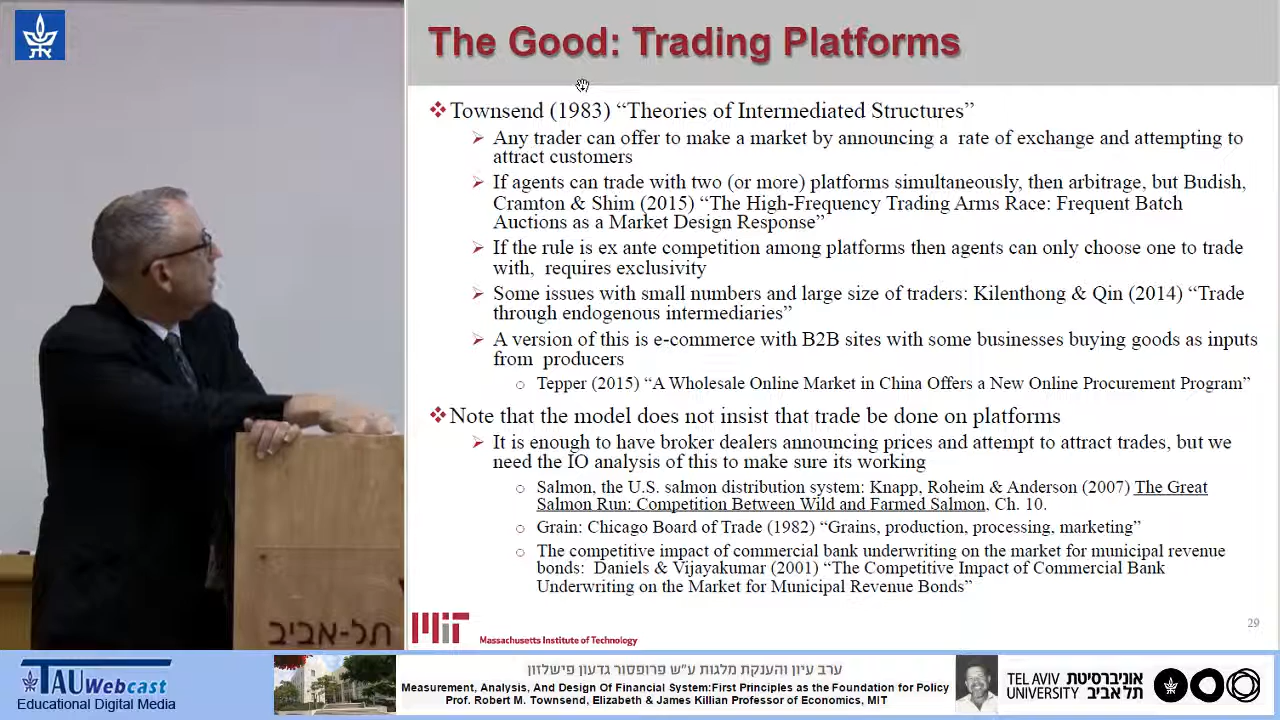 The Good: Trading Platforms
Townsend (1983) “Theories of Intermediated Structures”
Any trader can offer to make a market by announcing a rate of exchange and attempting to
attract customers
If agents can trade with two (or more) platforms simultaneously, then arbitrage, but Budish,
Cramton & Shim (2015) “The High-Frequency Trading Arms Race: Frequent Batch
Auctions as a Market Design Response”
If the rule is ex ante competition among platforms then agents can only choose one to trade
with, requires exclusivity
Some issues with small numbers and large size of traders: Kilenthong & Qin (2014) “Trade
through endogenous intermediaries”
A version of this is e-commerce with B2B sites with some businesses buying goods as inputs
from producers
Tepper (2015) “A Wholesale Online Market in China Offers a New Online Procurement Program”
Note that the model does not insist that trade be done on platforms
It is enough to have broker dealers announcing prices and attempt to attract trades, but we
need the IO analysis of this to make sure its working
Salmon, the U.S. salmon distribution system: Knapp, Roheim & Anderson (2007) The Great
Salmon Run: Competition Between Wild and Farmed Salmon, Ch. 10.
Grain: Chicago Board of Trade (1982) “Grains, production, processing, marketing”
The competitive impact of commercial bank underwriting on the market for municipal revenue
bonds: Daniels & Vijayakumar (2001) “The Competitive Impact of Commercial Bank
Underwriting on the Market for Municipal Revenue Bonds”
29
MIT Massachusetts Institute of Technology
תל-אביב
TAU Webcast
Educational Digital Media
ערב עיון והענקת מלגות ע"ש פרופסור גדעון פישלזון
Measurement, Analysis, And Design Of Financial System:First Principles as the Foundation for Policy
Prof. Robert M. Townsend, Elizabeth & James Killian Professor of Economics, MIT
TEL AVIV אוניברסיטת
UNIVERSITY תל אביב